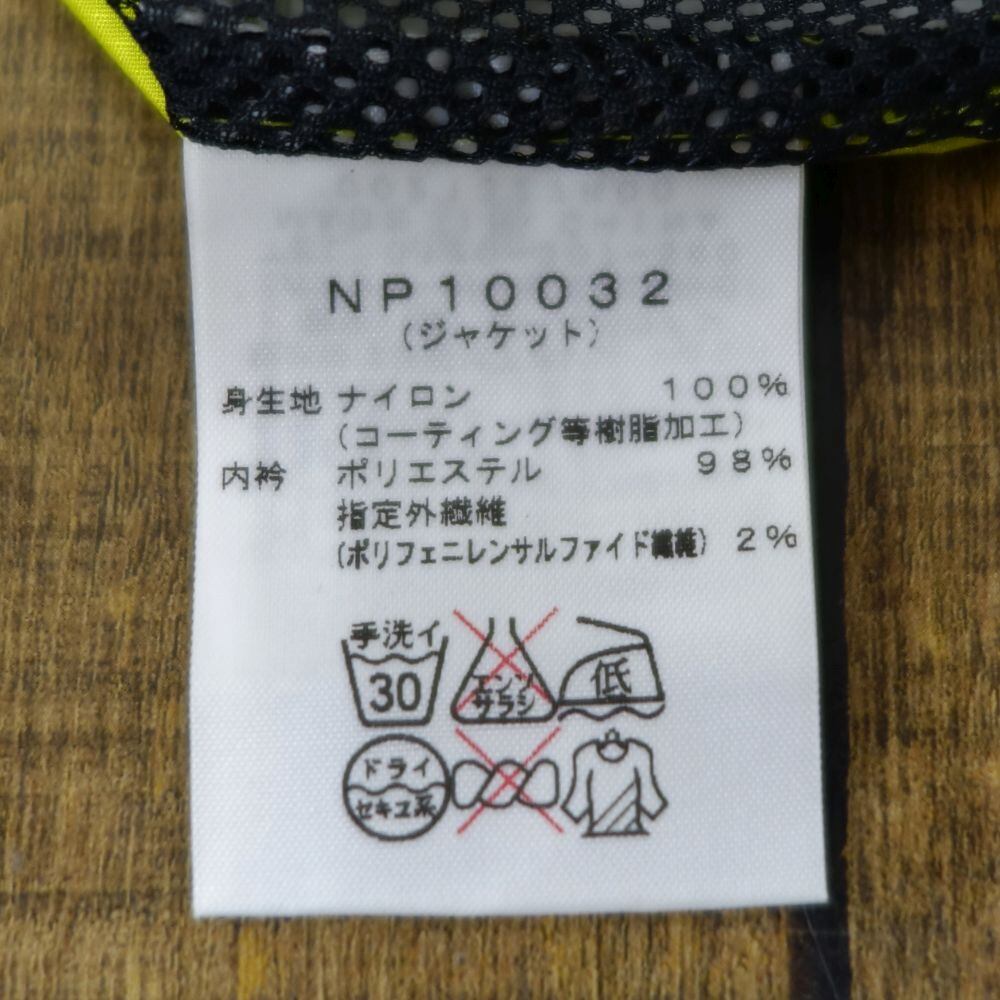 NP10032
(ジャケット)
身生地 ナイロン 100%
(コーティング等樹脂加工)
内衿 ポリエステル 98%
指定外繊維
(ポリフェニレンサルファイド繊維) 2%
手洗イ
30
エンソ
サラシ
低
ドライ
セキユ系